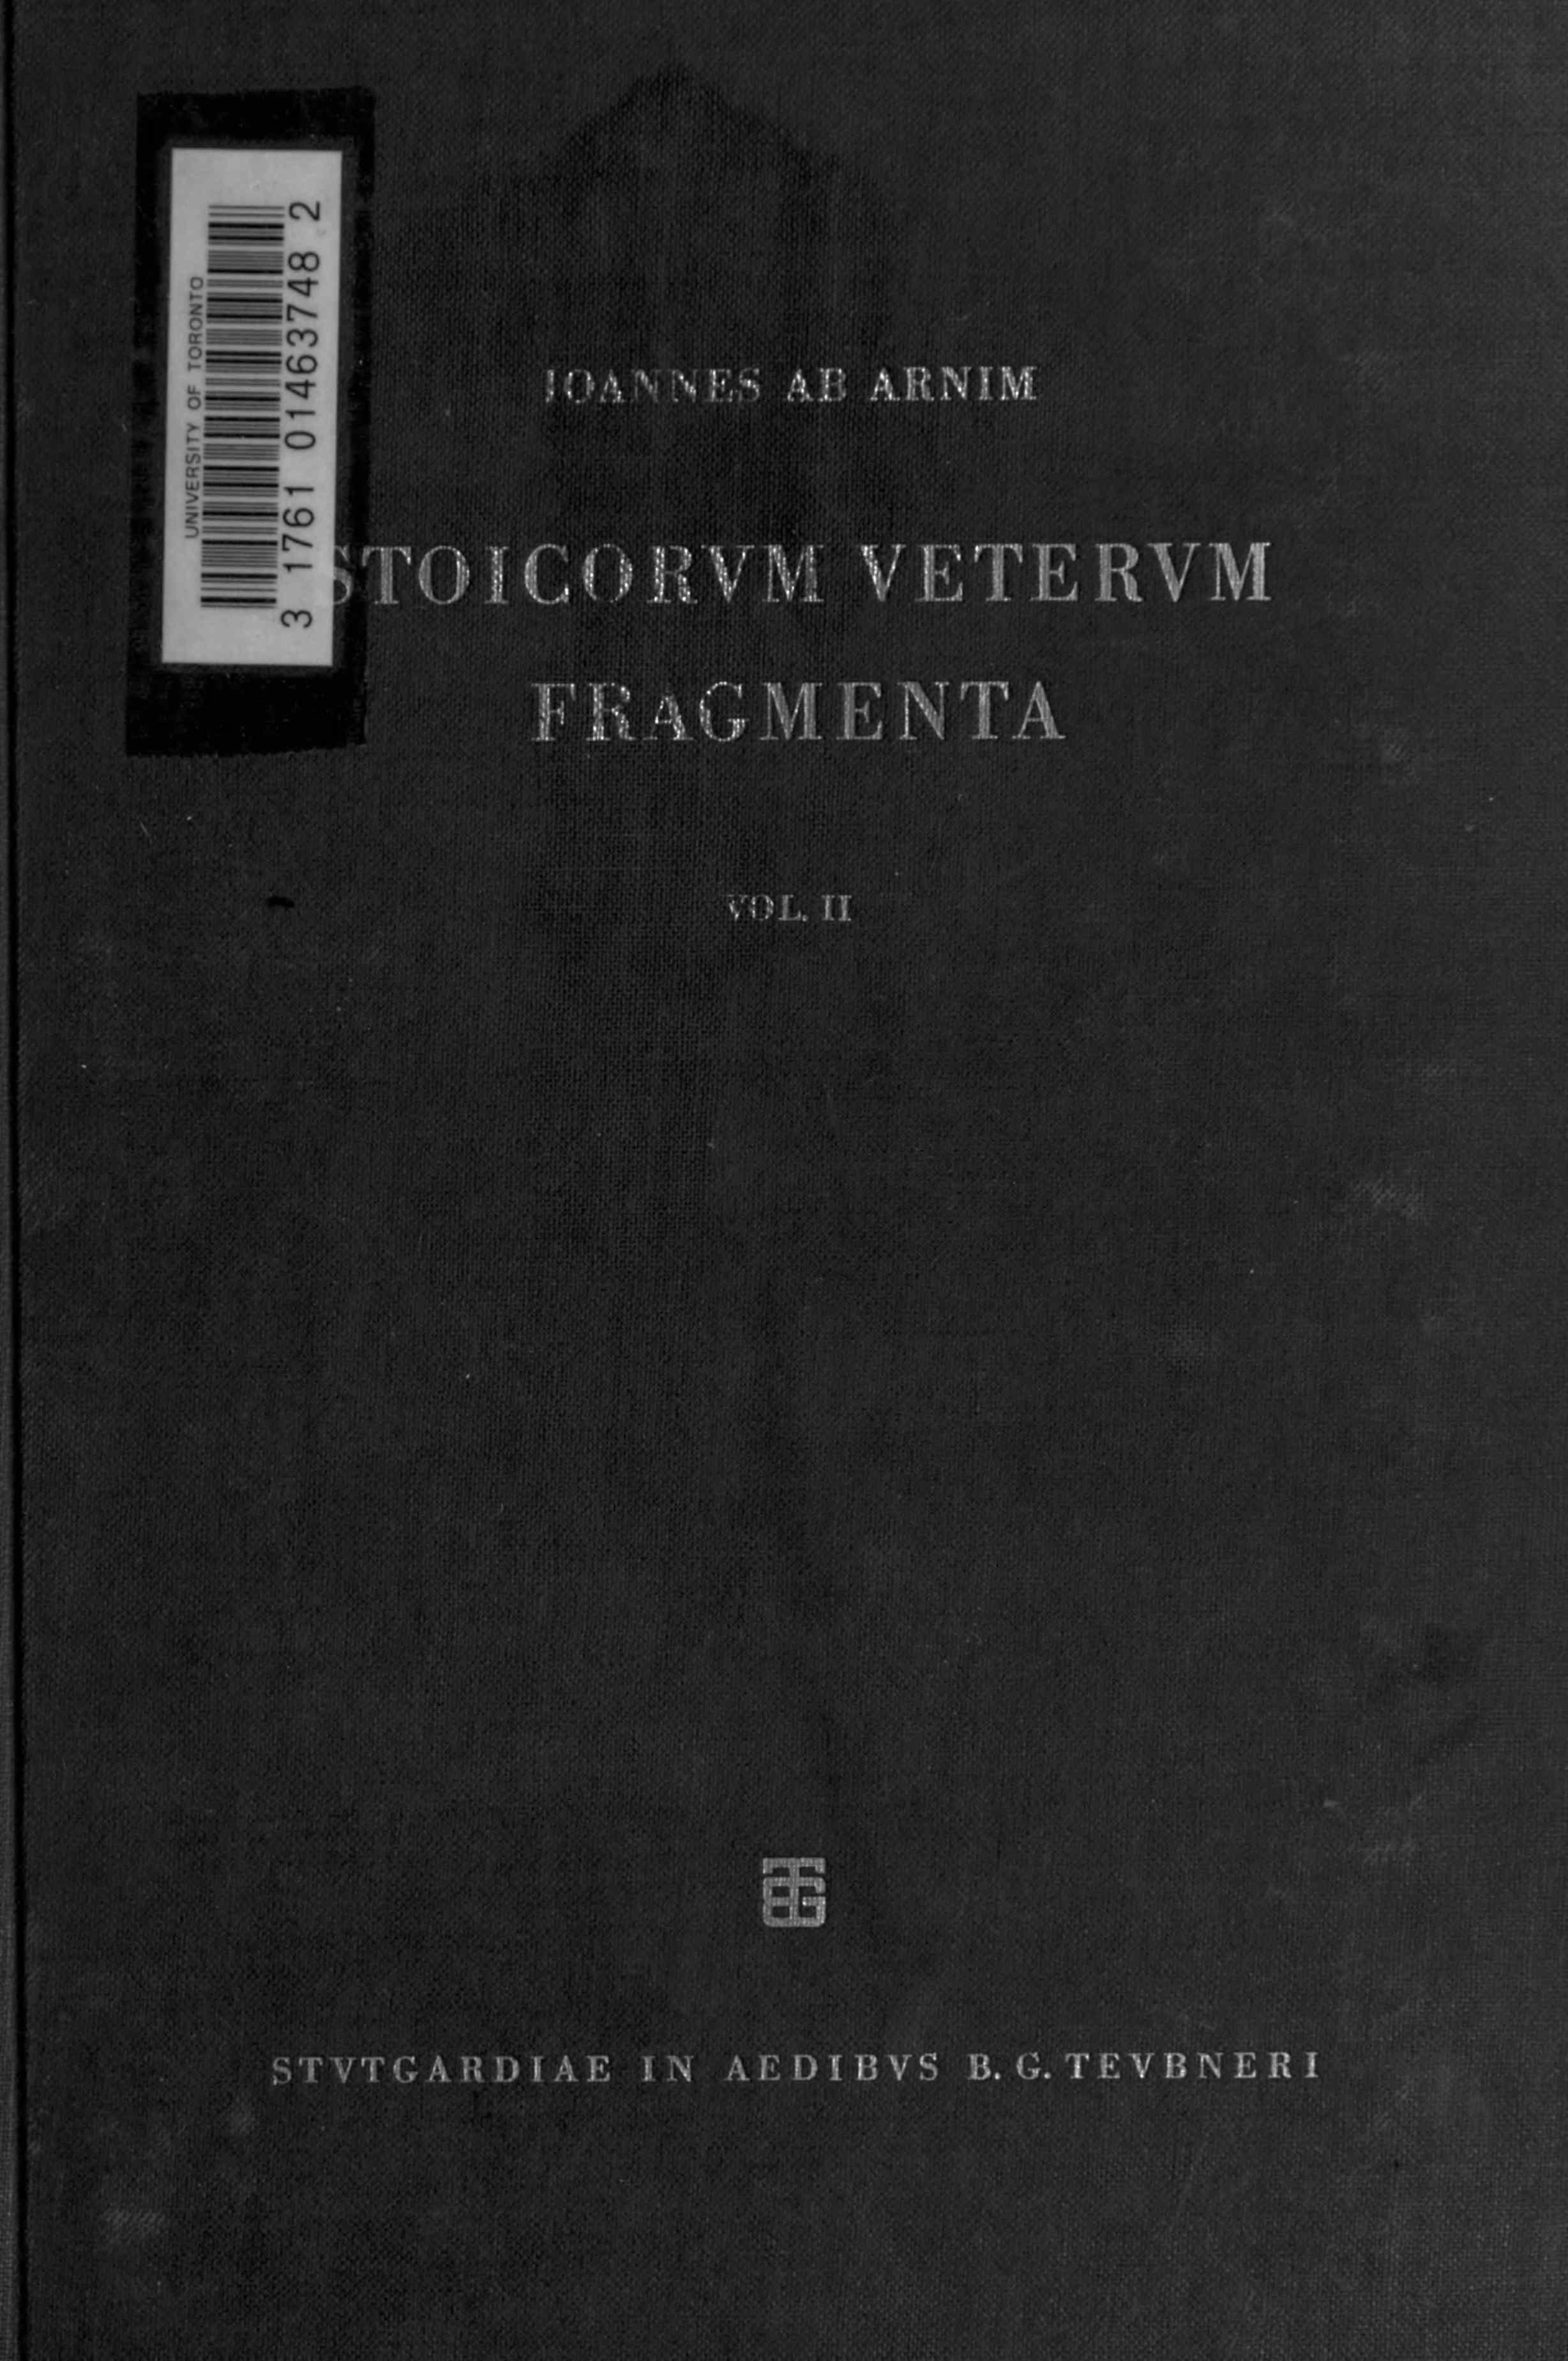 UNIVERSITY OF TORONTO
3 1761 01463748 2
IOANNES AB ARNIM
STOICORVM VETERVM
FRAGMENTA
VOL. II
STVTGARDIAE IN AEDIBVS B. G. TEVBNERI